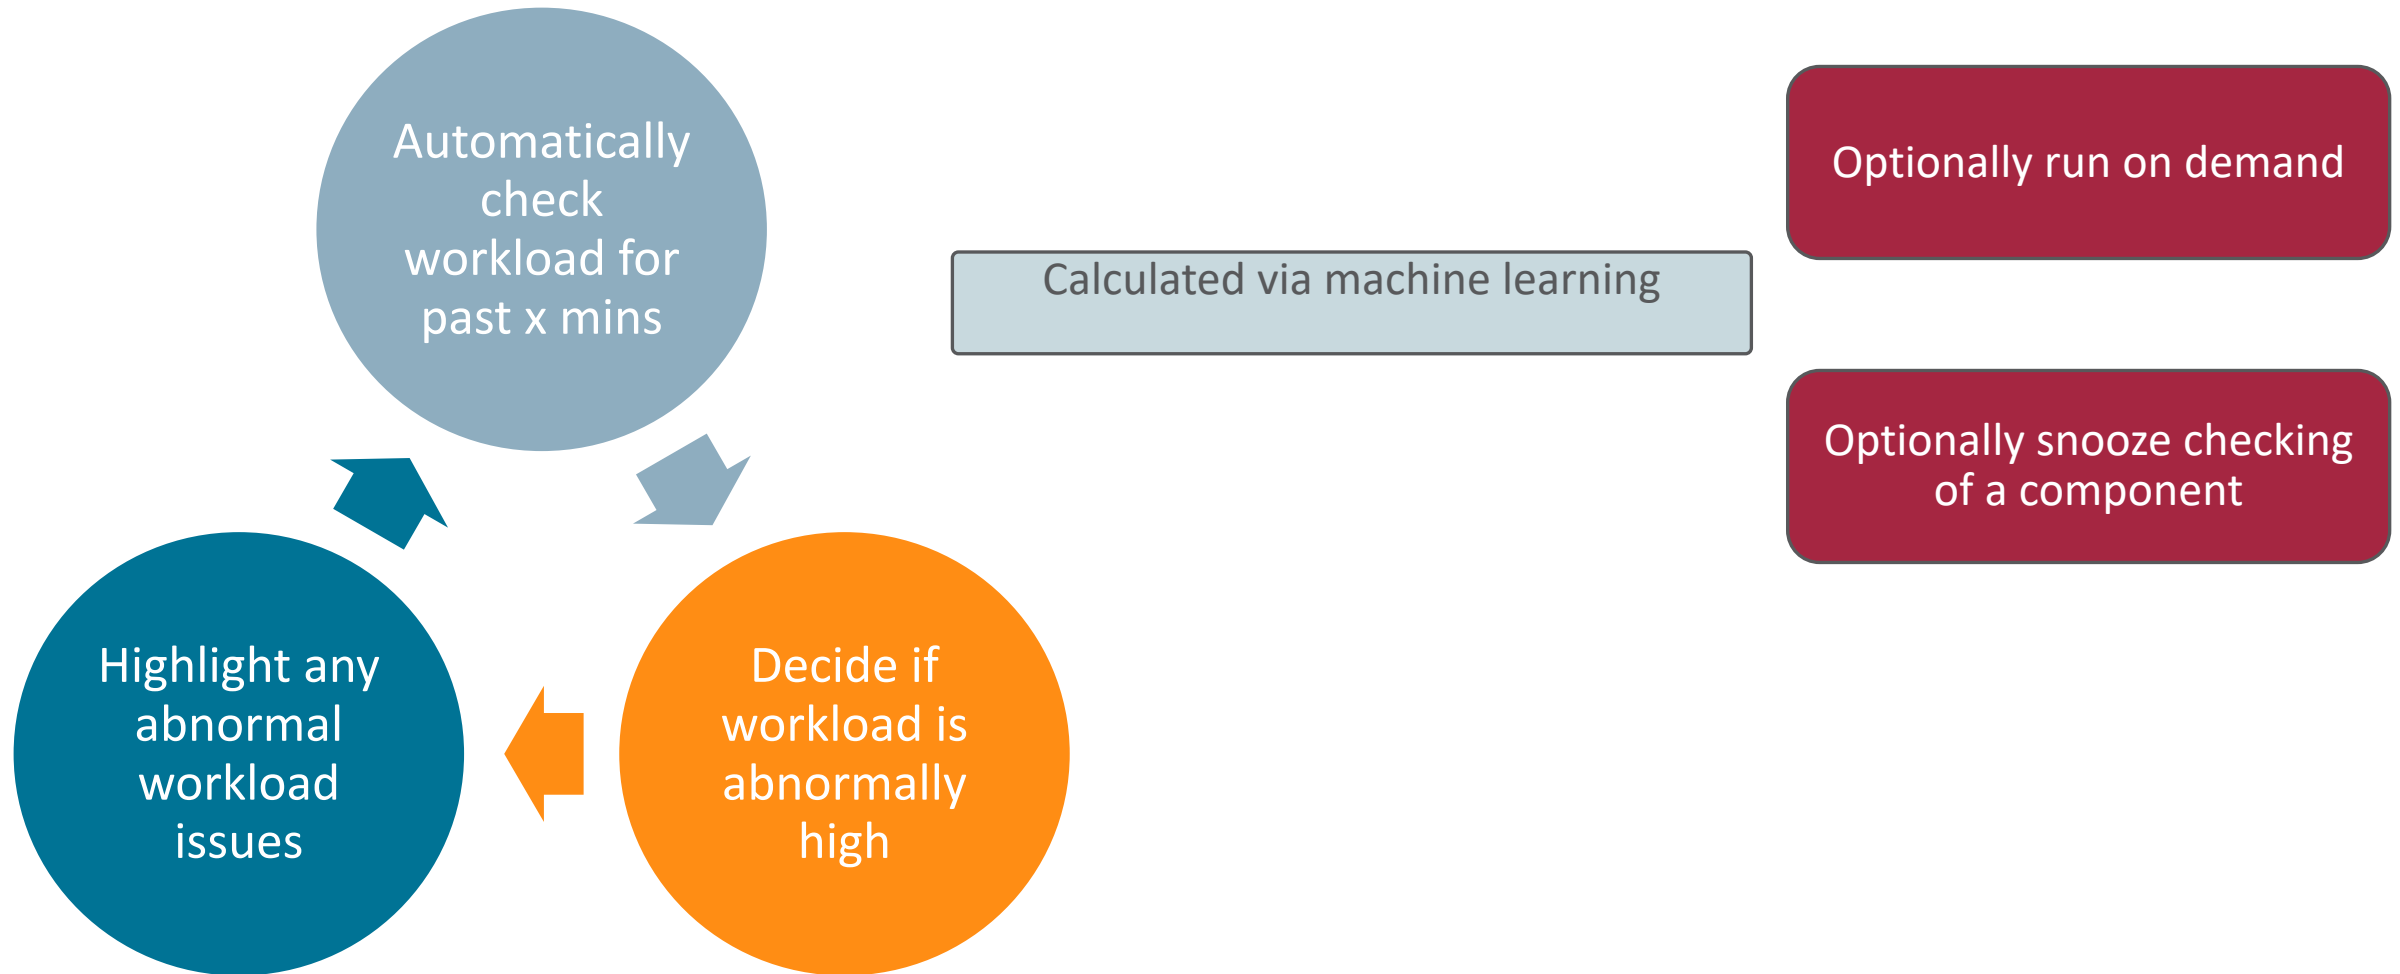 Automatically
check
workload for
past x mins
Decide if
workload is
abnormally
high
Highlight any
abnormal
workload
issues
Calculated via machine learning
Optionally run on demand
Optionally snooze checking
of a component